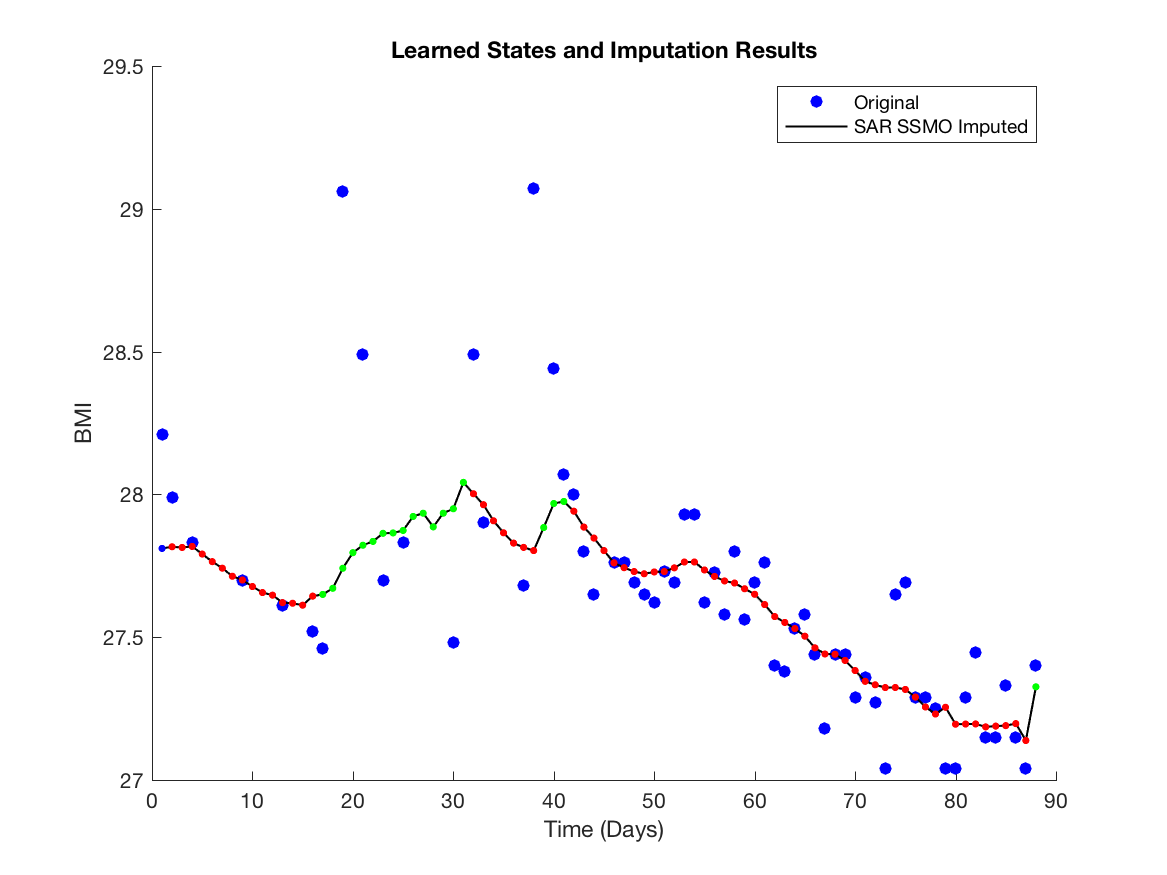 Learned States and Imputation Results
29.5
29
28.5
28
27.5
27
BMI
Original
SAR SSMO Imputed
0 10 20 30 40 50 60 70 80 90
Time (Days)